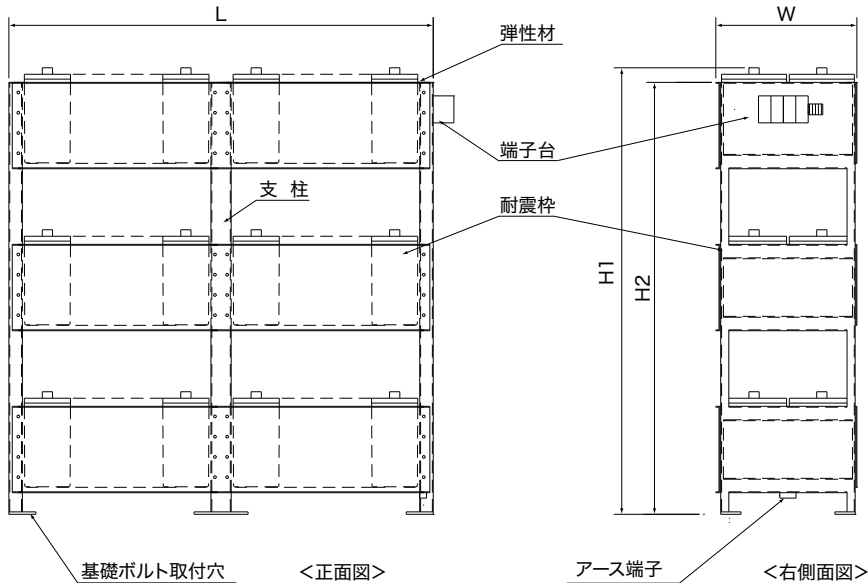 L
W
弾性材
端子台
支 柱
耐震枠
H1
H2
基礎ボルト取付穴
<正面図>
アース端子
<右側面図>